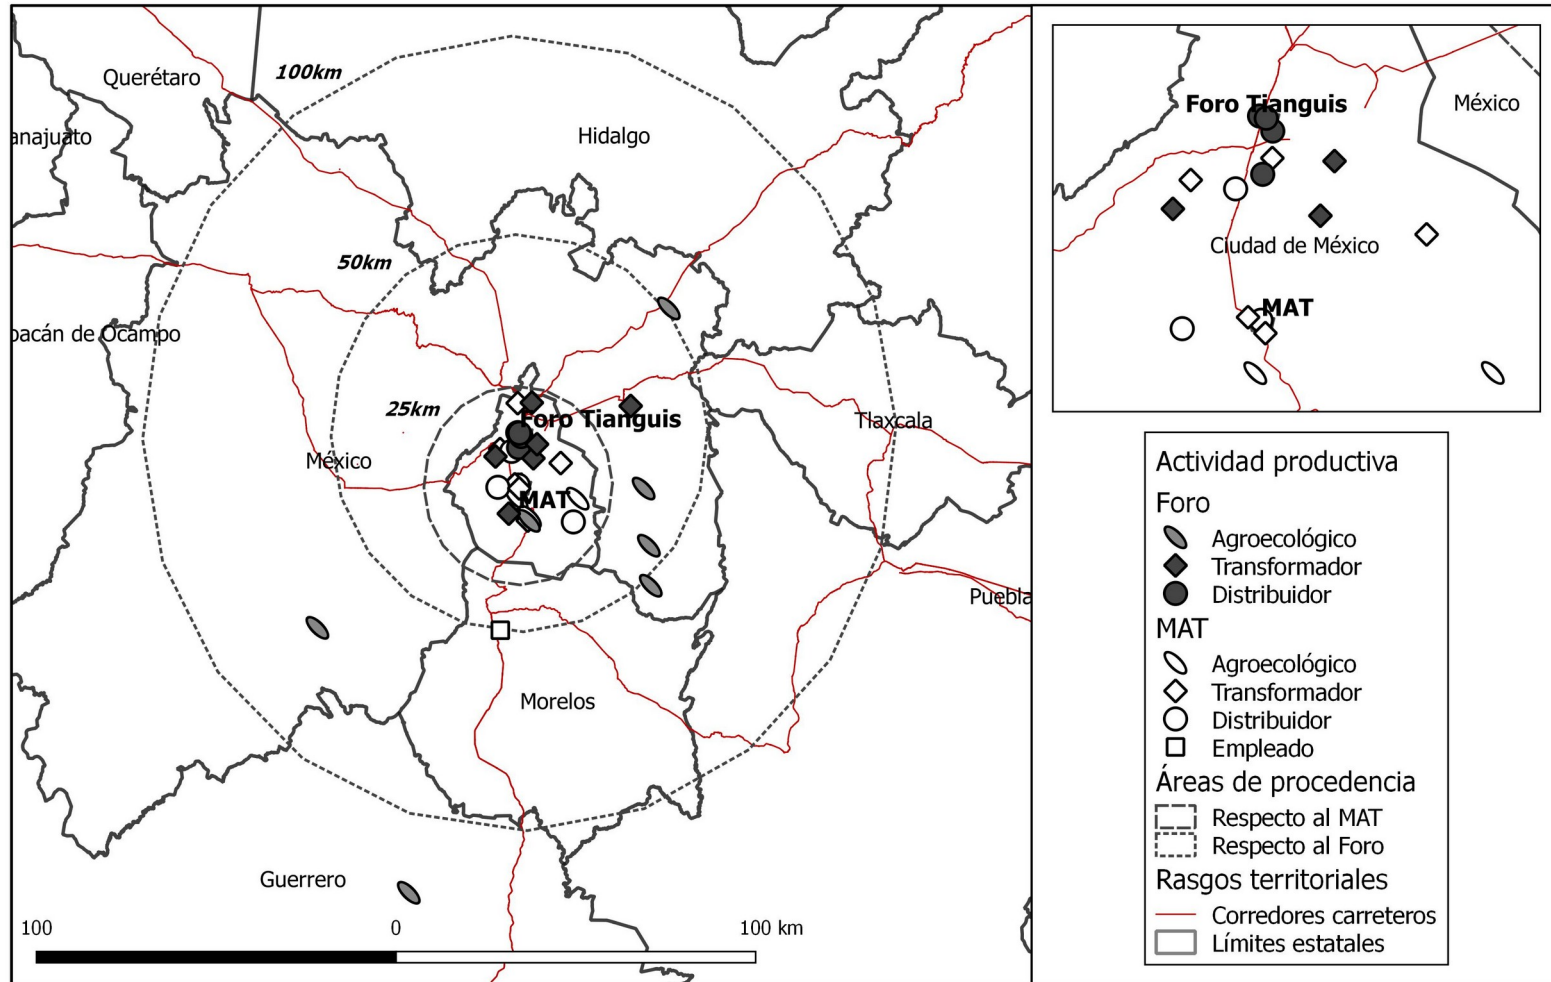 Querétaro
100km
anajuato
Hidalgo
50km
pacán de Ocampo
25km
Foro Tianguis
Tlaxcala
México
MAT
Puebla
Morelos
Guerrero
100 0 100 km
Foro Tianguis
México
Ciudad de México
MAT
Actividad productiva
Foro
Agroecológico
Transformador
Distribuidor
MAT
Agroecológico
Transformador
Distribuidor
Empleado
Áreas de procedencia
Respecto al MAT
Respecto al Foro
Rasgos territoriales
Corredores carreteros
Límites estatales